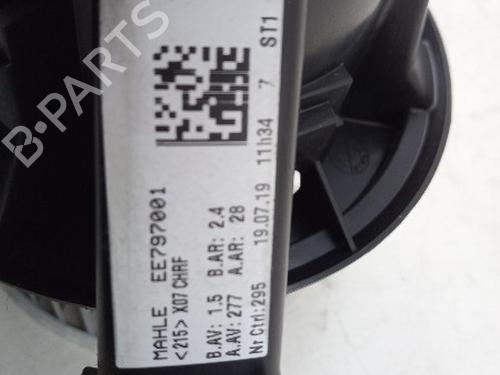 MAHLE EE797001
<215> X07 CHRF
B.AV: 1.5 B.AR: 2.4
A.AV: 277 A.AR: 28
Nr Ctrl:295 19.07.19 11h34 7 ST1
B-PARTS